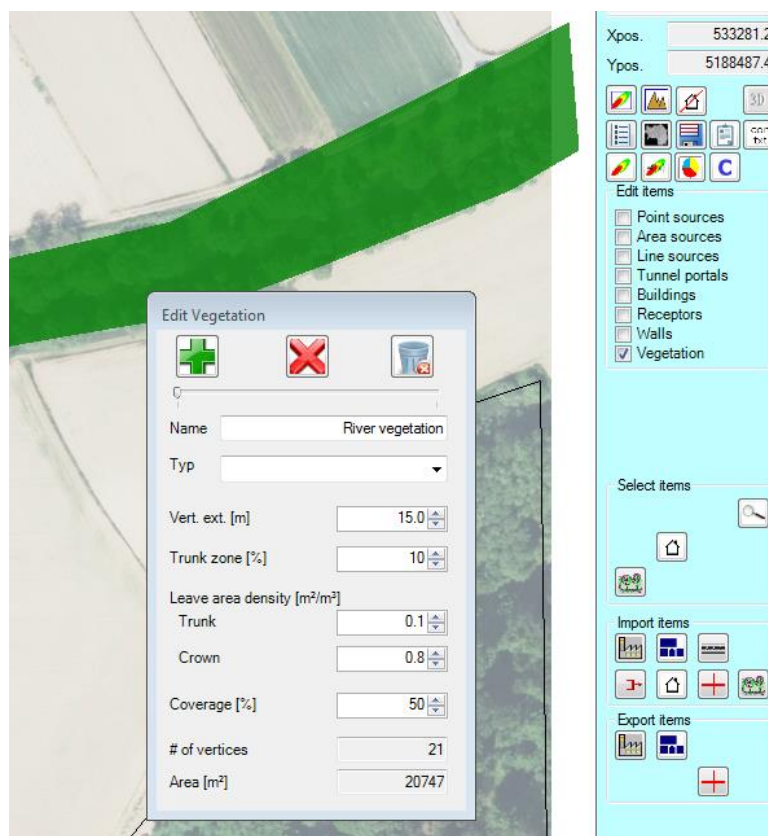 Xpos. 533281.2
Ypos. 5188487.4
3D
txt
C
Edit items
Point sources
Area sources
Line sources
Tunnel portals
Buildings
Receptors
Walls
Vegetation
Edit Vegetation
Name River vegetation
Typ
Vert. ext. [m] 15.0
Trunk zone [%] 10
Leave area density [m²/m³]
Trunk 0.1
Crown 0.8
Coverage [%] 50
# of vertices 21
Area [m²] 20747
Select items
Import items
Export items